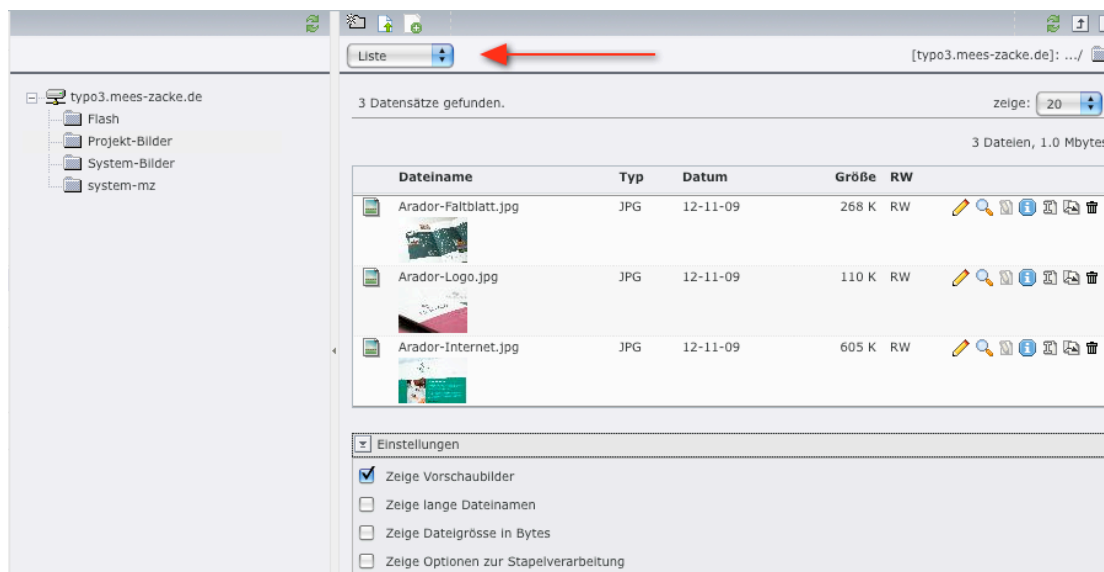 Liste
[typo3.mees-zacke.de]: .../
typo3.mees-zacke.de
Flash
Projekt-Bilder
System-Bilder
system-mz
3 Datensätze gefunden.
zeige: 20
3 Dateien, 1.0 Mbytes
Dateiname Typ Datum Größe RW
Arador-Faltblatt.jpg JPG 12-11-09 268 K RW
Arador-Logo.jpg JPG 12-11-09 110 K RW
Arador-Internet.jpg JPG 12-11-09 605 K RW
Einstellungen
Zeige Vorschaubilder
Zeige lange Dateinamen
Zeige Dateigrösse in Bytes
Zeige Optionen zur Stapelverarbeitung